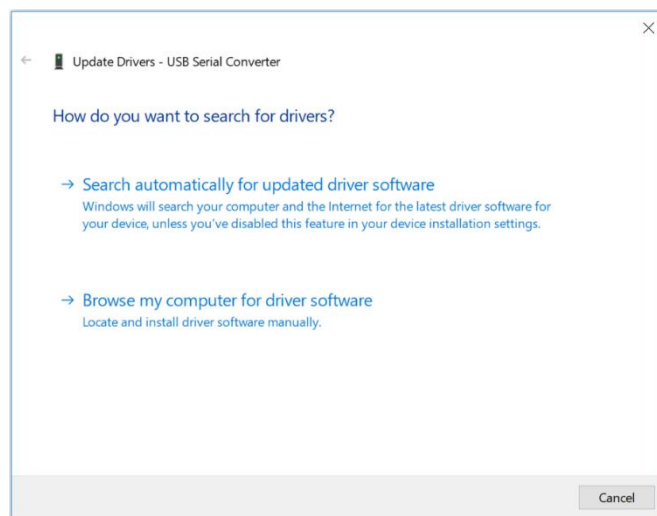 Update Drivers - USB Serial Converter
How do you want to search for drivers?
Search automatically for updated driver software
Windows will search your computer and the Internet for the latest driver software for
your device, unless you've disabled this feature in your device installation settings.
Browse my computer for driver software
Locate and install driver software manually.
Cancel